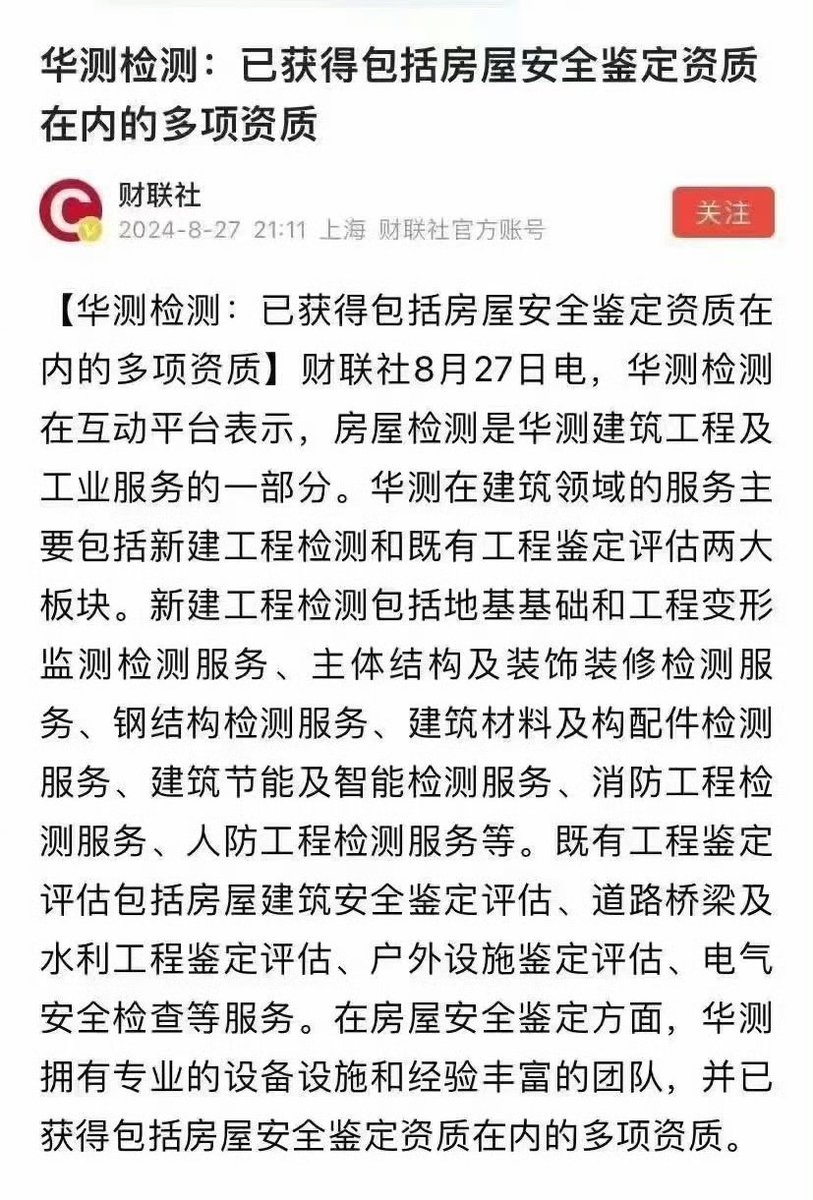 华测检测：已获得包括房屋安全鉴定资质
在内的多项资质
财联社
2024-8-27 21:11 上海 财联社官方账号
关注
【华测检测：已获得包括房屋安全鉴定资质在
内的多项资质】财联社8月27日电，华测检测
在互动平台表示，房屋检测是华测建筑工程及
工业服务的一部分。华测在建筑领域的服务主
要包括新建工程检测和既有工程鉴定评估两大
板块。新建工程检测包括地基基础和工程变形
监测检测服务、主体结构及装饰装修检测服
务、钢结构检测服务、建筑材料及构配件检测
服务、建筑节能及智能检测服务、消防工程检
测服务、人防工程检测服务等。既有工程鉴定
评估包括房屋建筑安全鉴定评估、道路桥梁及
水利工程鉴定评估、户外设施鉴定评估、电气
安全检查等服务。在房屋安全鉴定方面，华测
拥有专业的设备设施和经验丰富的团队，并已
获得包括房屋安全鉴定资质在内的多项资质。